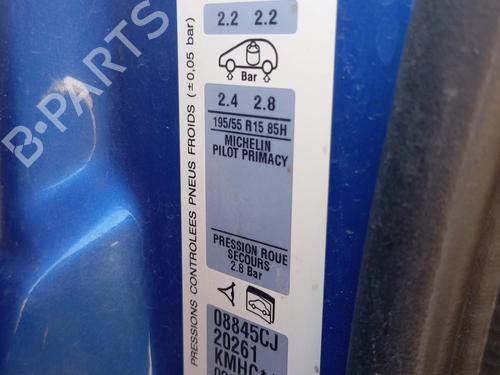 2.2 2.2
Bar
2.4 2.8
195/55 R15 85H
MICHELIN
PILOT PRIMACY
PRESSION ROUE
SECOURS
2.8 Bar
08845CJ
20261
KMHC
PRESSIONS CONTROLEES PNEUS FROIDS (±0,05 bar)
B-PARTS